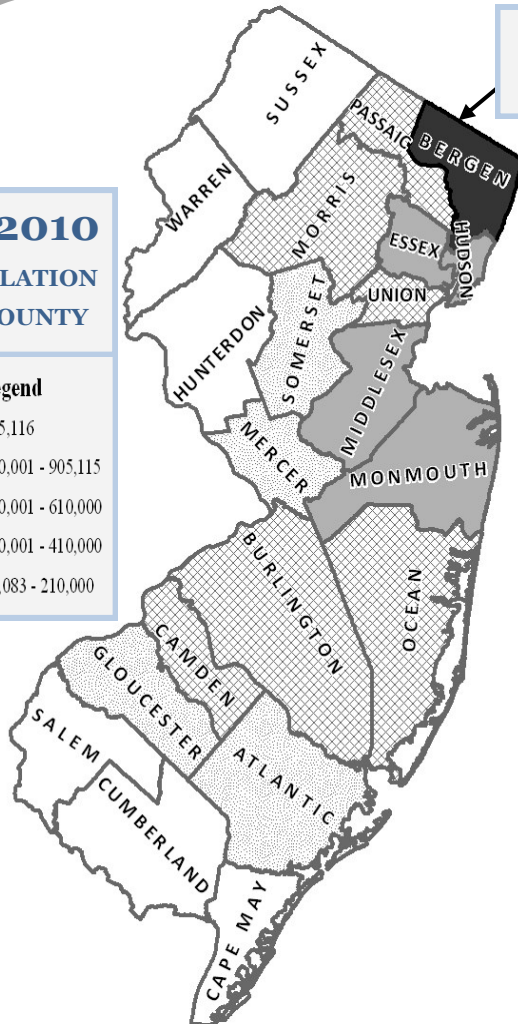 2010
LATION
OUNTY
egend
5,116
0,001 - 905,115
0,001 - 610,000
0,001 - 410,000
,083 - 210,000
SUSSEX
PASSAIC
BERGEN
WARREN
MORRIS
ESSEX
HUDSON
UNION
HUNTERDON
SOMERSET
MIDDLESEX
MERCER
MONMOUTH
BURLINGTON
OCEAN
CAMDEN
GLOUCESTER
SALEM
ATLANTIC
CUMBERLAND
CAPE MAY